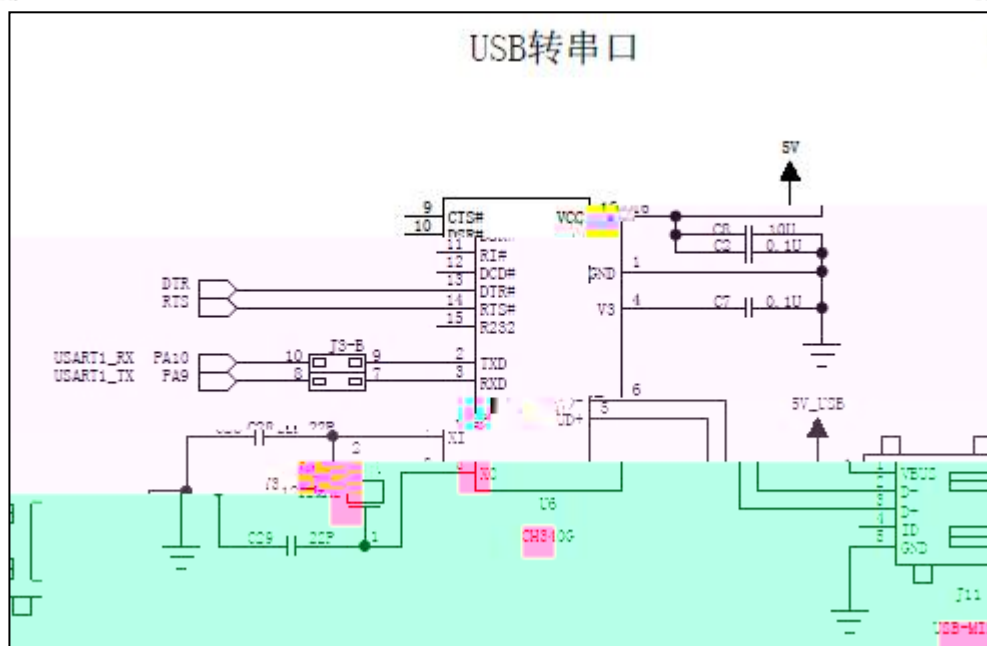 USB转串口
5V
9 CTS# VCC
10
C8 10U
11
C2 0.1U
12 RI#
13 DCD# GND 1
DTR DTR#
RTS 14 RTS# V3 4 C7 0.1U
15 R232
J3-B
USART1_RX PA10 10 9 2 TXD
USART1_TX PA9 8 7 3 RXD
6
5V_USB
UD+ 5
22P
XI
2
XO
VBUS
D-
3 D+
4 ID
5 GND
U6
C29 22P 1
CH340G
J11